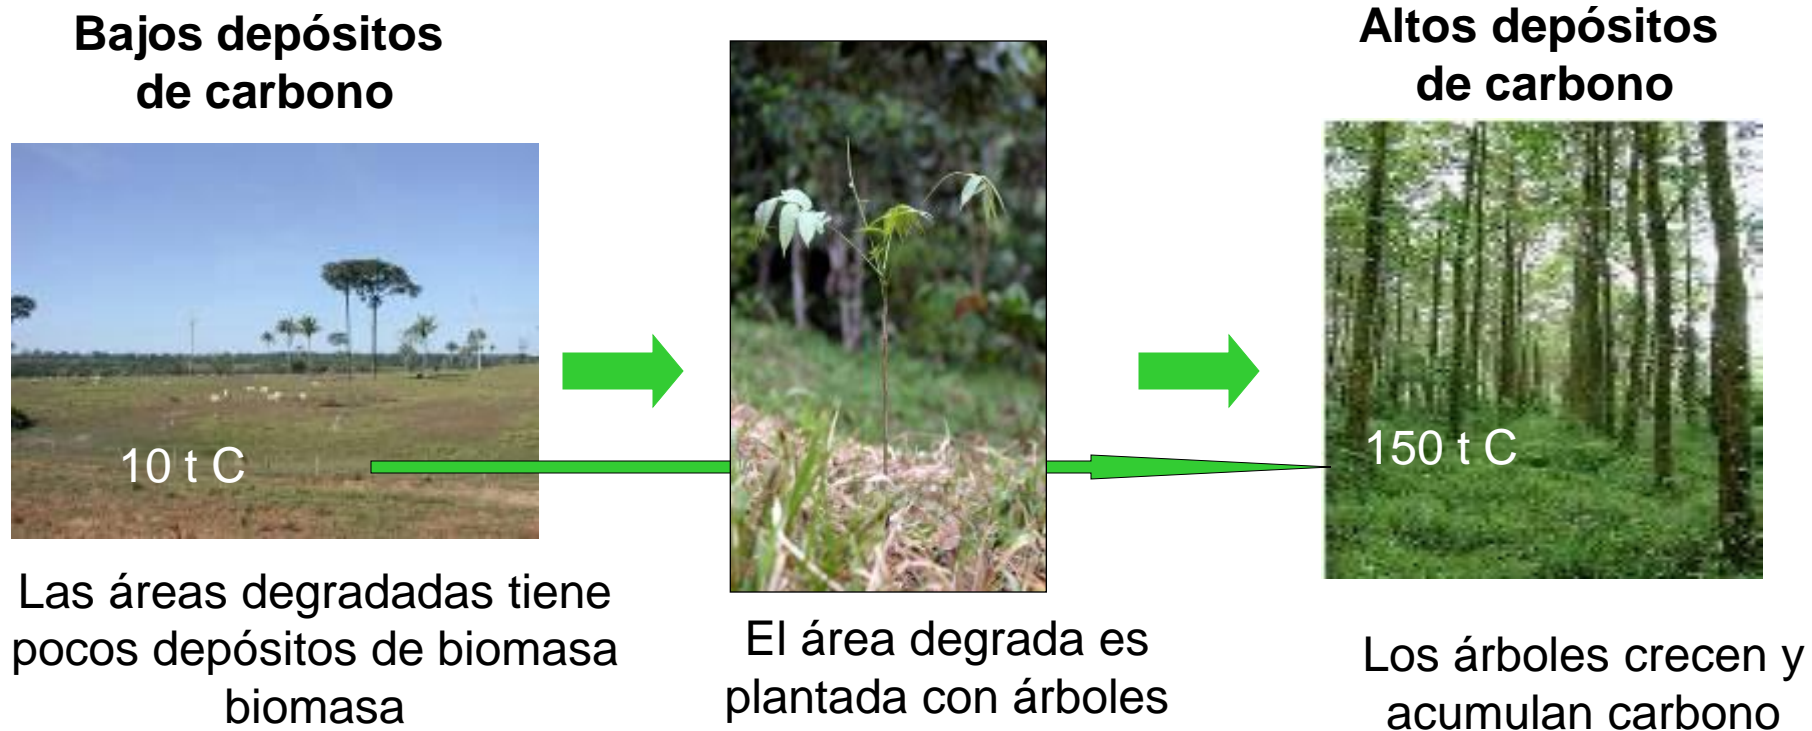 Bajos depósitos
de carbono
10 t C
Las áreas degradadas tiene
pocos depósitos de biomasa
biomasa
El área degrada es
plantada con árboles
Altos depósitos
de carbono
150 t C
Los árboles crecen y
acumulan carbono